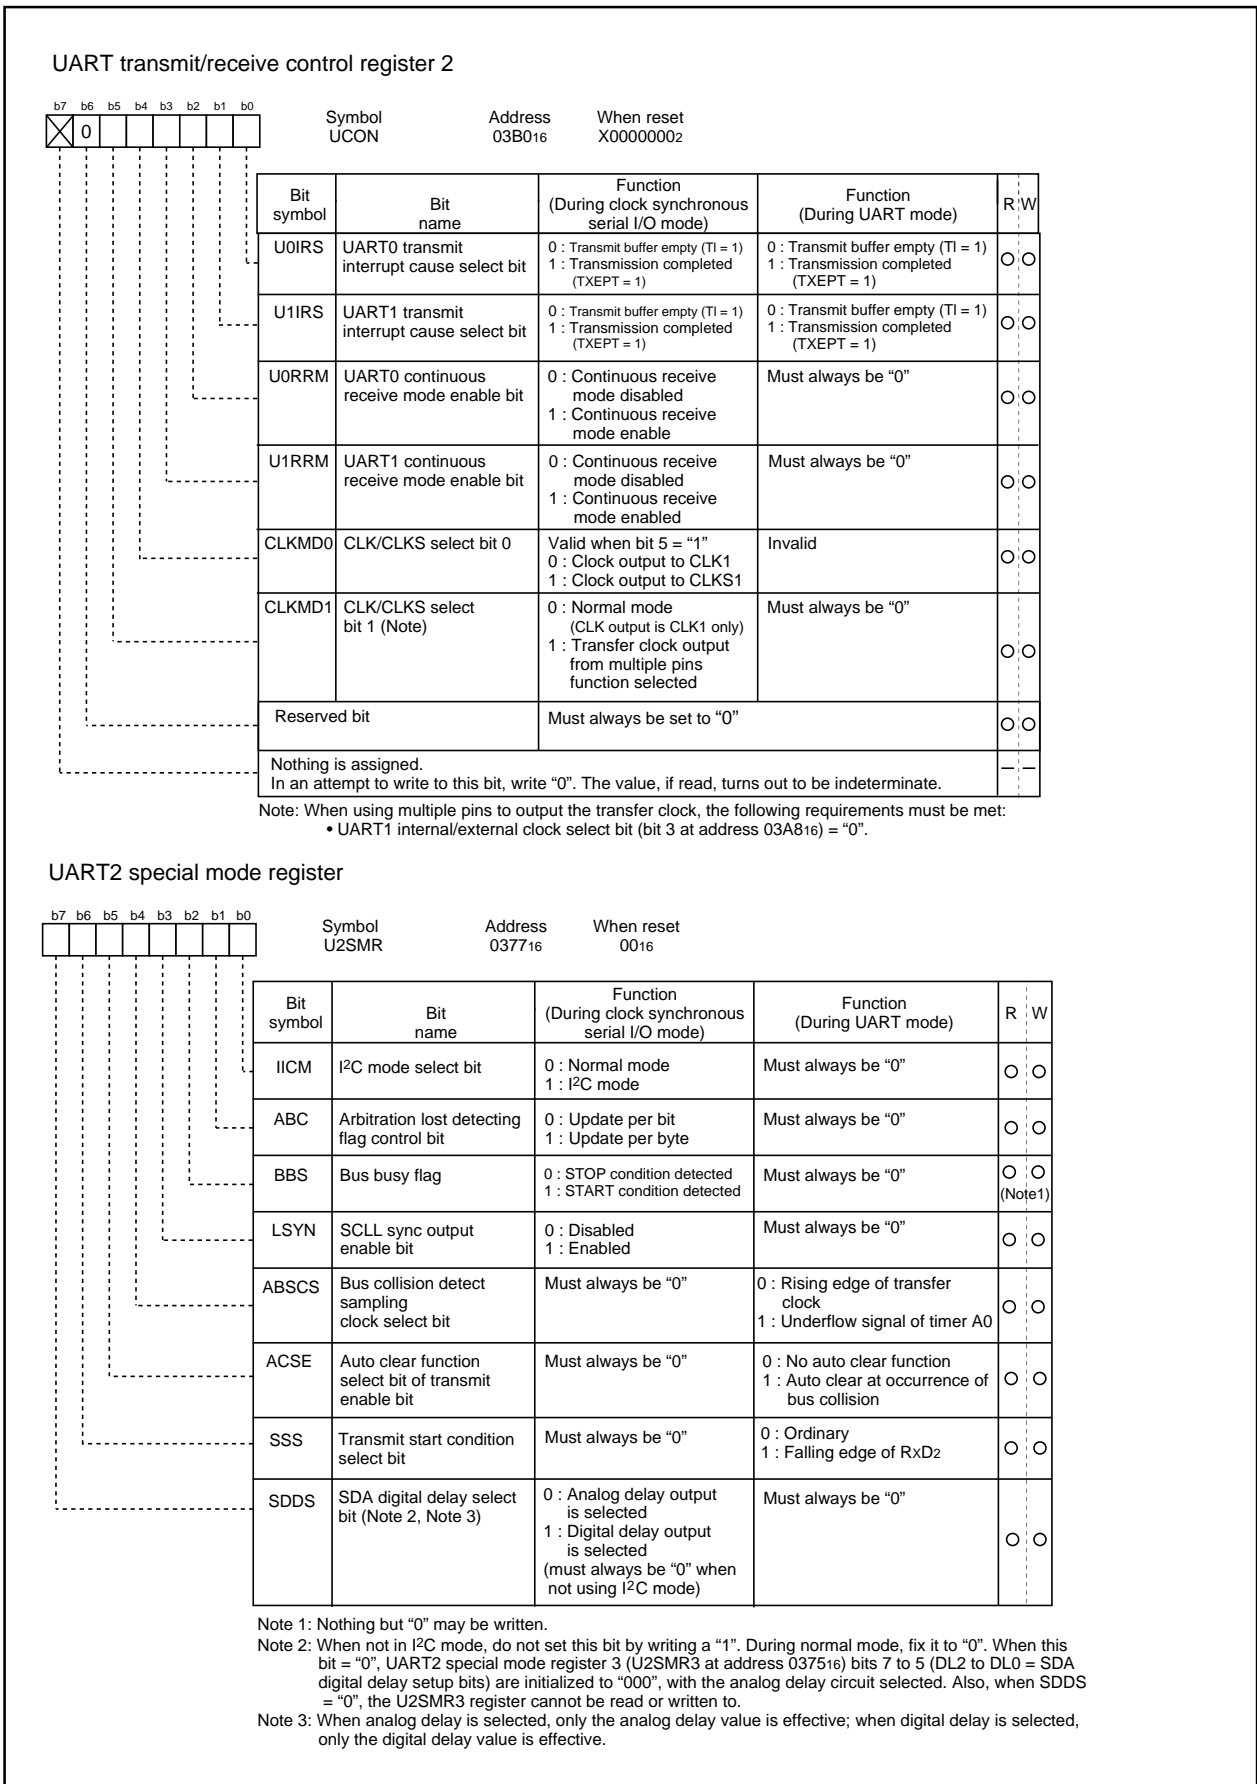 UART transmit/receive control register 2
b7 b6 b5 b4 b3 b2 b1 b0
Symbol Address When reset
0
UCON 03B016 X00000002
Bit symbol Bit name Function (During clock synchronous serial I/O mode) Function (During UART mode) R W
U0IRS UART0 transmit 0 : Transmit buffer empty (TI = 1) 0 : Transmit buffer empty (TI = 1)
interrupt cause select bit 1 : Transmission completed 1 : Transmission completed
(TXEPT = 1) (TXEPT = 1)
U1IRS UART1 transmit 0 : Transmit buffer empty (TI = 1) 0 : Transmit buffer empty (TI = 1)
interrupt cause select bit 1 : Transmission completed 1 : Transmission completed
(TXEPT = 1) (TXEPT = 1)
U0RRM UART0 continuous 0 : Continuous receive Must always be “0”
receive mode enable bit mode disabled
1 : Continuous receive
mode enable
U1RRM UART1 continuous 0 : Continuous receive Must always be “0”
receive mode enable bit mode disabled
1 : Continuous receive
mode enabled
CLKMD0 CLK/CLKS select bit 0 Valid when bit 5 = “1” Invalid
0 : Clock output to CLK1
1 : Clock output to CLKS1
CLKMD1 CLK/CLKS select 0 : Normal mode Must always be “0”
bit 1 (Note) (CLK output is CLK1 only)
1 : Transfer clock output
from multiple pins
function selected
Reserved bit Must always be set to “0”
Nothing is assigned.
In an attempt to write to this bit, write “0”. The value, if read, turns out to be indeterminate.
Note: When using multiple pins to output the transfer clock, the following requirements must be met:
• UART1 internal/external clock select bit (bit 3 at address 03A816) = “0”.
UART2 special mode register
b7 b6 b5 b4 b3 b2 b1 b0
Symbol Address When reset
U2SMR 037716 0016
Bit symbol Bit name Function (During clock synchronous serial I/O mode) Function (During UART mode) R W
IICM I2C mode select bit 0 : Normal mode Must always be “0”
1 : I2C mode
ABC Arbitration lost detecting 0 : Update per bit Must always be “0”
flag control bit 1 : Update per byte
BBS Bus busy flag 0 : STOP condition detected Must always be “0”
1 : START condition detected (Note1)
LSYN SCLL sync output 0 : Disabled Must always be “0”
enable bit 1 : Enabled
ABSCS Bus collision detect Must always be “0” 0 : Rising edge of transfer
sampling clock
clock select bit 1 : Underflow signal of timer A0
ACSE Auto clear function Must always be “0” 0 : No auto clear function
select bit of transmit 1 : Auto clear at occurrence of
enable bit bus collision
SSS Transmit start condition Must always be “0” 0 : Ordinary
select bit 1 : Falling edge of RxD2
SDDS SDA digital delay select 0 : Analog delay output Must always be “0”
bit (Note 2, Note 3) is selected
1 : Digital delay output
is selected
(must always be “0” when
not using I2C mode)
Note 1: Nothing but “0” may be written.
Note 2: When not in I2C mode, do not set this bit by writing a “1”. During normal mode, fix it to “0”. When this
bit = “0”, UART2 special mode register 3 (U2SMR3 at address 037516) bits 7 to 5 (DL2 to DL0 = SDA
digital delay setup bits) are initialized to “000”, with the analog delay circuit selected. Also, when SDDS
= “0”, the U2SMR3 register cannot be read or written to.
Note 3: When analog delay is selected, only the analog delay value is effective; when digital delay is selected,
only the digital delay value is effective.